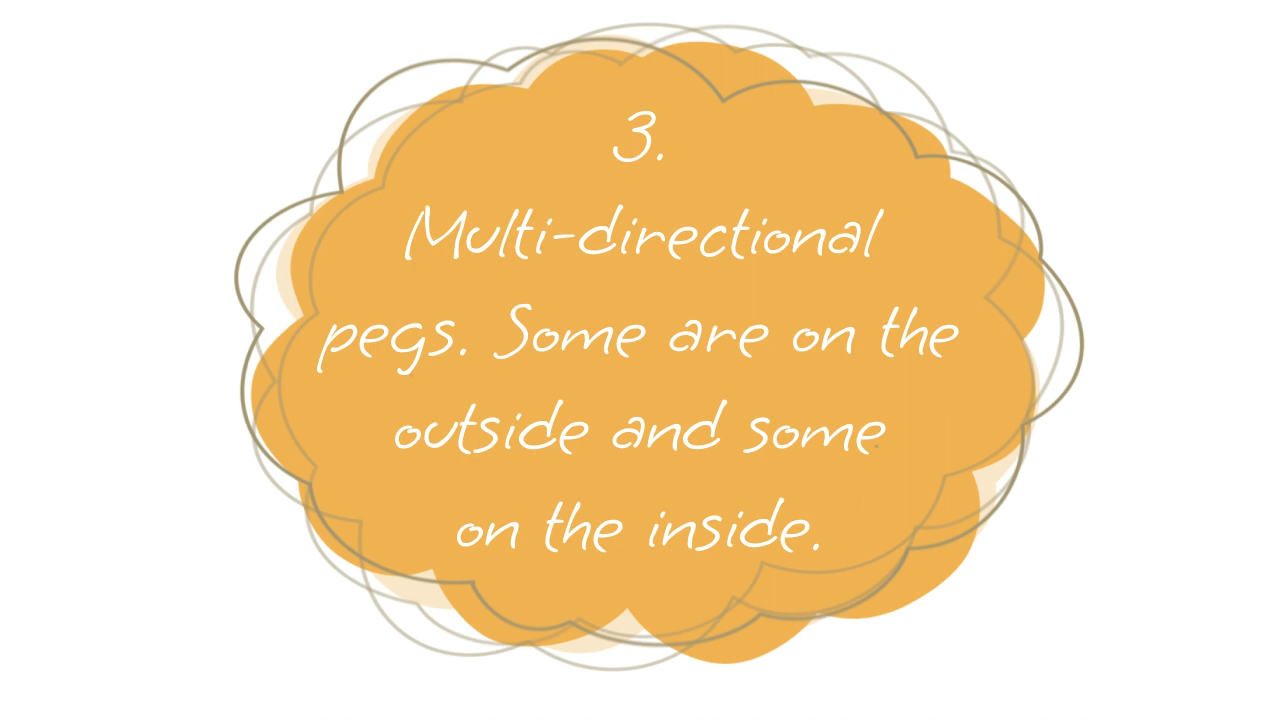 3.
Multi-directional
pegs. Some are on the
outside and some
on the inside.